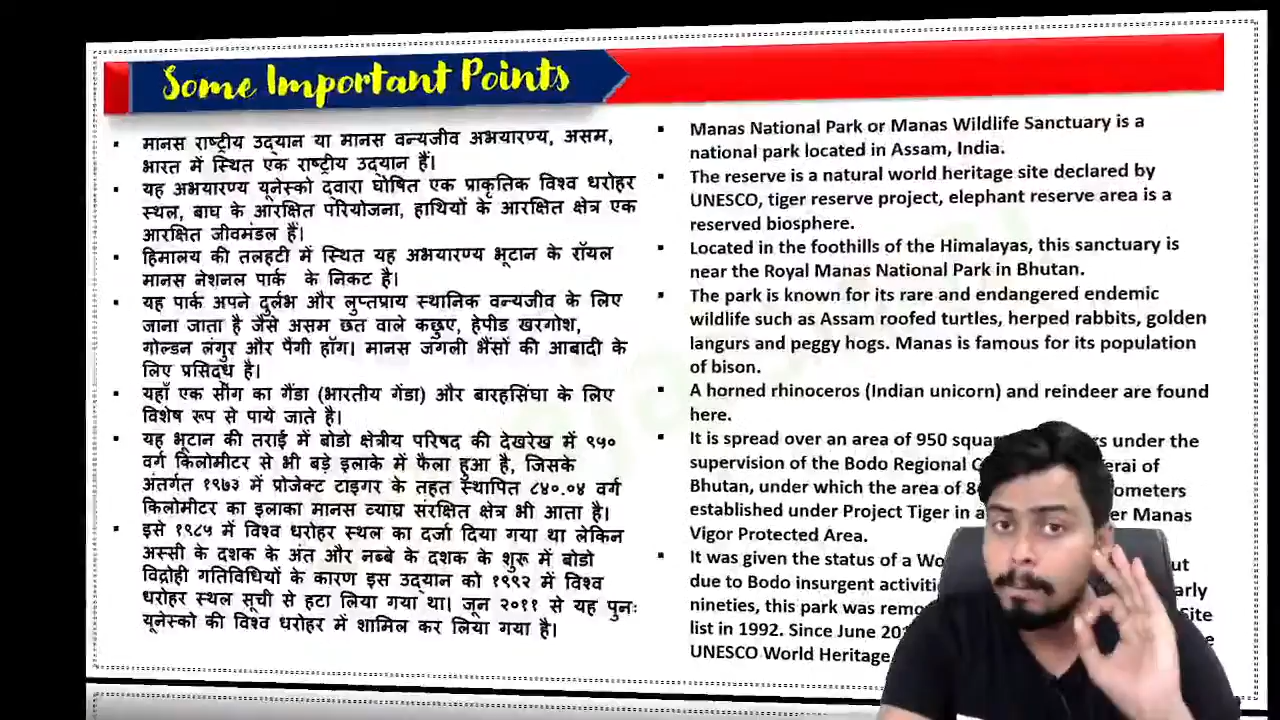 Some Important Points
मानस राष्ट्रीय उद्यान या मानस वन्यजीव अभयारण्य, असम,
भारत में स्थित एक राष्ट्रीय उद्यान हैं।
यह अभयारण्य यूनेस्को द्वारा घोषित एक प्राकृतिक विश्व धरोहर
स्थल, बाघ के आरक्षित परियोजना, हाथियों के आरक्षित क्षेत्र एक
आरक्षित जीवमंडल हैं।
हिमालय की तलहटी में स्थित यह अभयारण्य भूटान के रॉयल
मानस नेशनल पार्क के निकट है।
यह पार्क अपने दुर्लभ और लुप्तप्राय स्थानिक वन्यजीव के लिए
जाना जाता है जैसे असम छत वाले कछुए, हेपीड खरगोश,
गोल्डन लंगुर और पैगी हॉग। मानस जंगली भैंसों की आबादी के
लिए प्रसिद्ध है।
यहाँ एक सींग का गैंडा (भारतीय गेंडा) और बारहसिंघा के लिए
विशेष रूप से पाये जाते है।
यह भूटान की तराई में बोडो क्षेत्रीय परिषद की देखरेख में ९५०
वर्ग किलोमीटर से भी बड़े इलाके में फैला हुआ है, जिसके
अंतर्गत १९७३ में प्रोजेक्ट टाइगर के तहत स्थापित ८४०.०४ वर्ग
किलोमीटर का इलाका मानस व्याघ्र संरक्षित क्षेत्र भी आता है।
इसे १९८५ में विश्व धरोहर स्थल का दर्जा दिया गया था लेकिन
अस्सी के दशक के अंत और नब्बे के दशक के शुरू में बोडो
विद्रोही गतिविधियों के कारण इस उद्यान को १९९२ में विश्व
धरोहर स्थल सूची से हटा लिया गया था। जून २०११ से यह पुनः
यूनेस्को की विश्व धरोहर में शामिल कर लिया गया है।
Manas National Park or Manas Wildlife Sanctuary is a
national park located in Assam, India.
The reserve is a natural world heritage site declared by
UNESCO, tiger reserve project, elephant reserve area is a
reserved biosphere.
Located in the foothills of the Himalayas, this sanctuary is
near the Royal Manas National Park in Bhutan.
The park is known for its rare and endangered endemic
wildlife such as Assam roofed turtles, herped rabbits, golden
langurs and peggy hogs. Manas is famous for its population
of bison.
A horned rhinoceros (Indian unicorn) and reindeer are found
here.
It is spread over an area of 950 under the
supervision of the Bodo Regional of
Bhutan, under which the area of
established under Project Tiger in Manas
Vigor Protected Area.
It was given the status of a
due to Bodo insurgent
nineties, this park was
list in 1992. Since June
UNESCO World Heritage